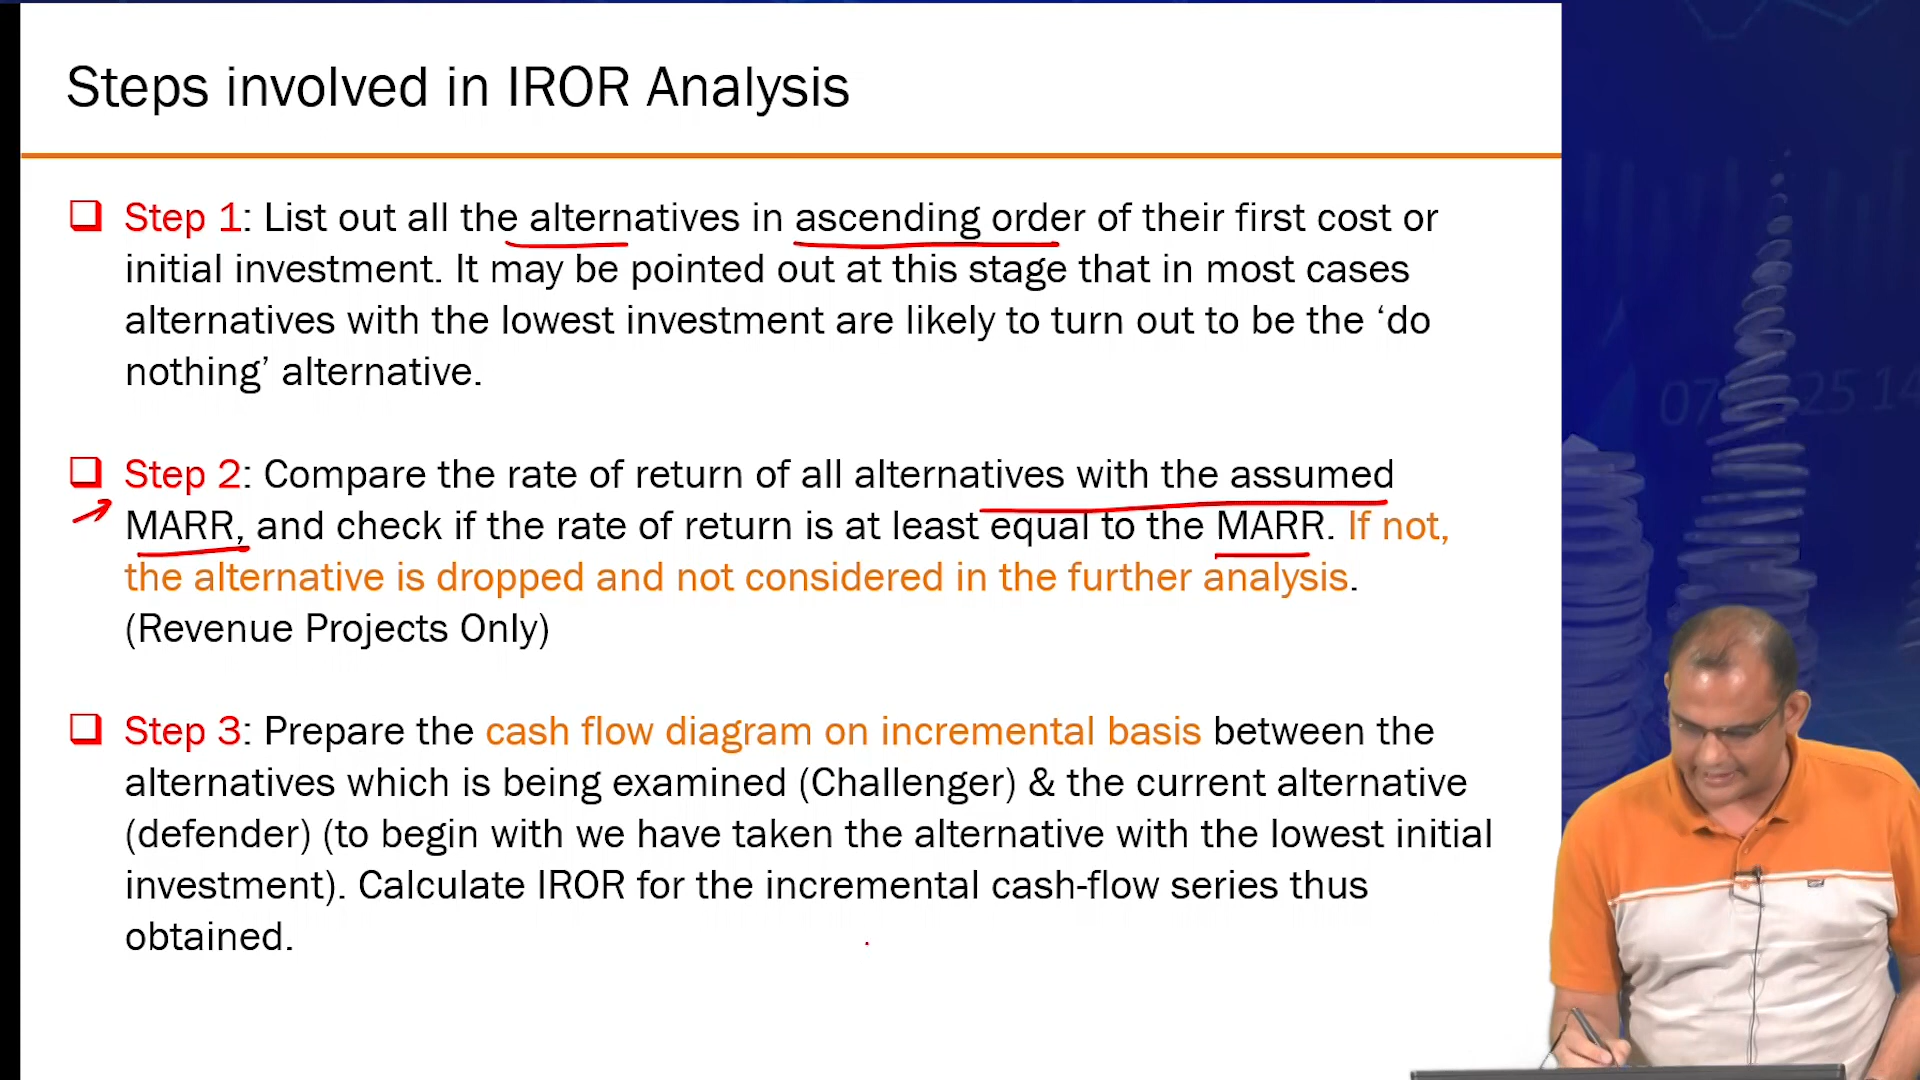 Steps involved in IROR Analysis
Step 1: List out all the alternatives in ascending order of their first cost or
initial investment. It may be pointed out at this stage that in most cases
alternatives with the lowest investment are likely to turn out to be the ‘do
nothing’ alternative.
Step 2: Compare the rate of return of all alternatives with the assumed
MARR, and check if the rate of return is at least equal to the MARR. If not,
the alternative is dropped and not considered in the further analysis.
(Revenue Projects Only)
Step 3: Prepare the cash flow diagram on incremental basis between the
alternatives which is being examined (Challenger) & the current alternative
(defender) (to begin with we have taken the alternative with the lowest initial
investment). Calculate IROR for the incremental cash-flow series thus
obtained.